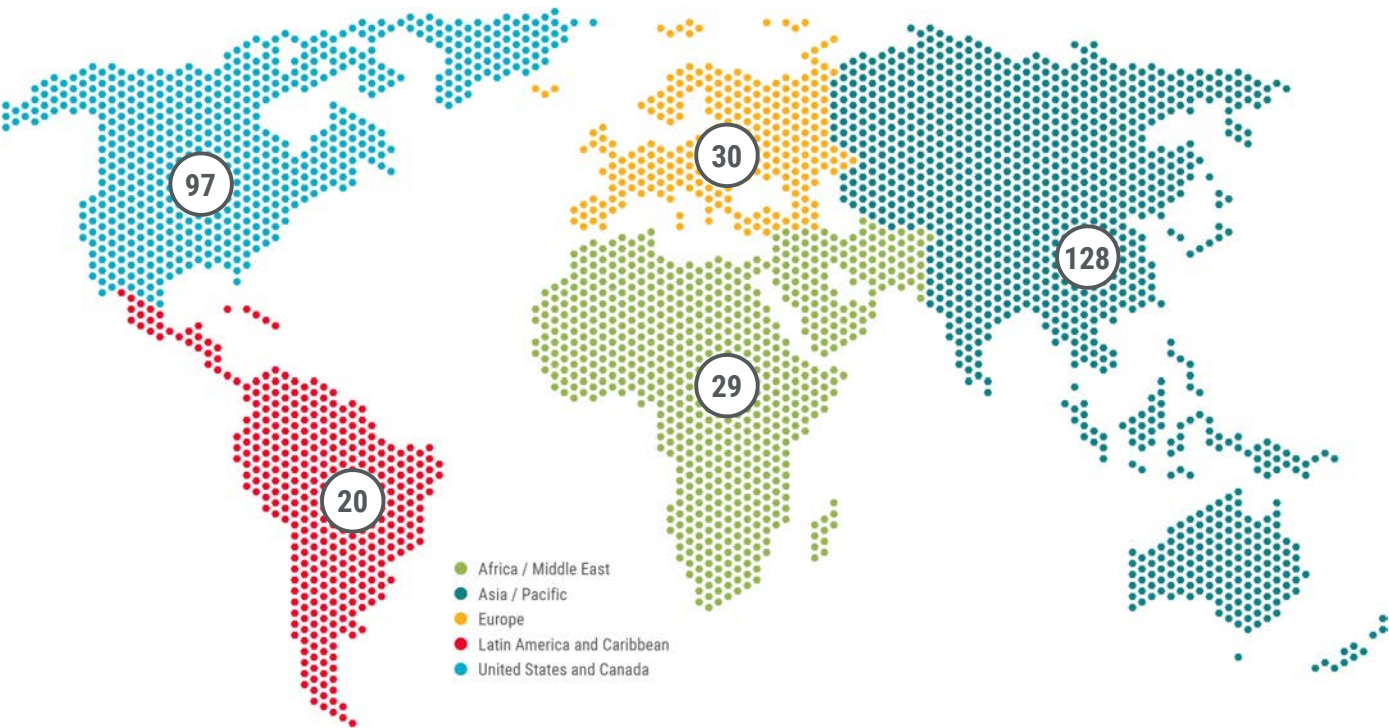 30
97
128
29
20
Africa / Middle East
Asia / Pacific
Europe
Latin America and Caribbean
United States and Canada